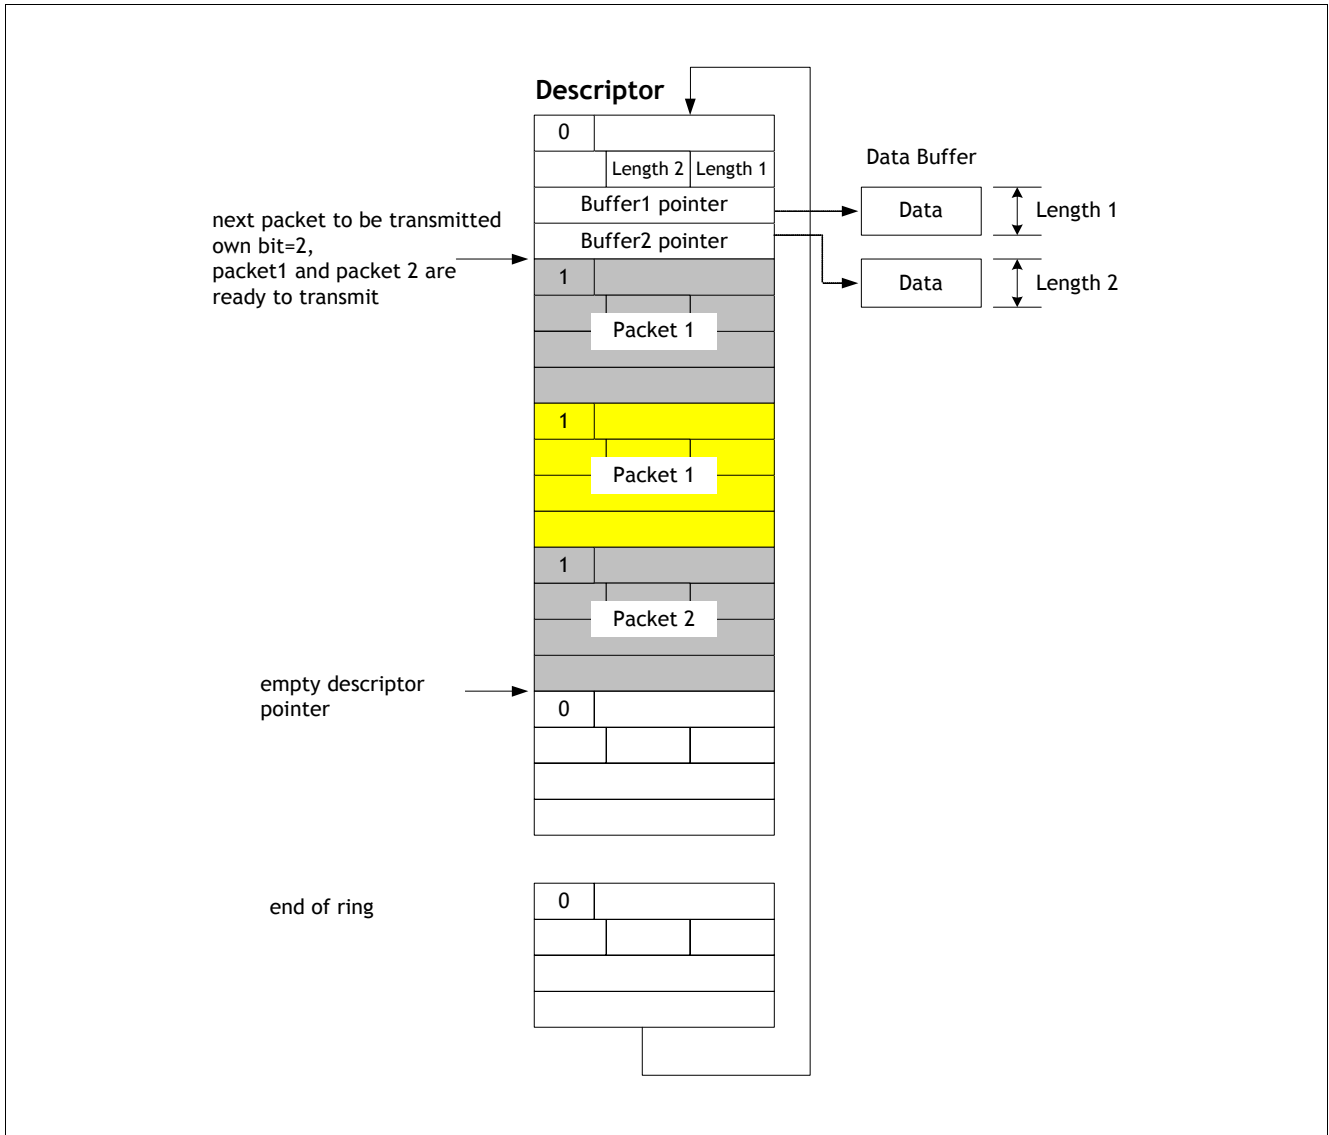 Descriptor
0
Length 2 Length 1
Data Buffer
Buffer1 pointer
Data
Length 1
Buffer2 pointer
Data
Length 2
next packet to be transmitted
own bit=2,
packet1 and packet 2 are
ready to transmit
1
Packet 1
1
Packet 1
1
Packet 2
empty descriptor
pointer
0
end of ring
0